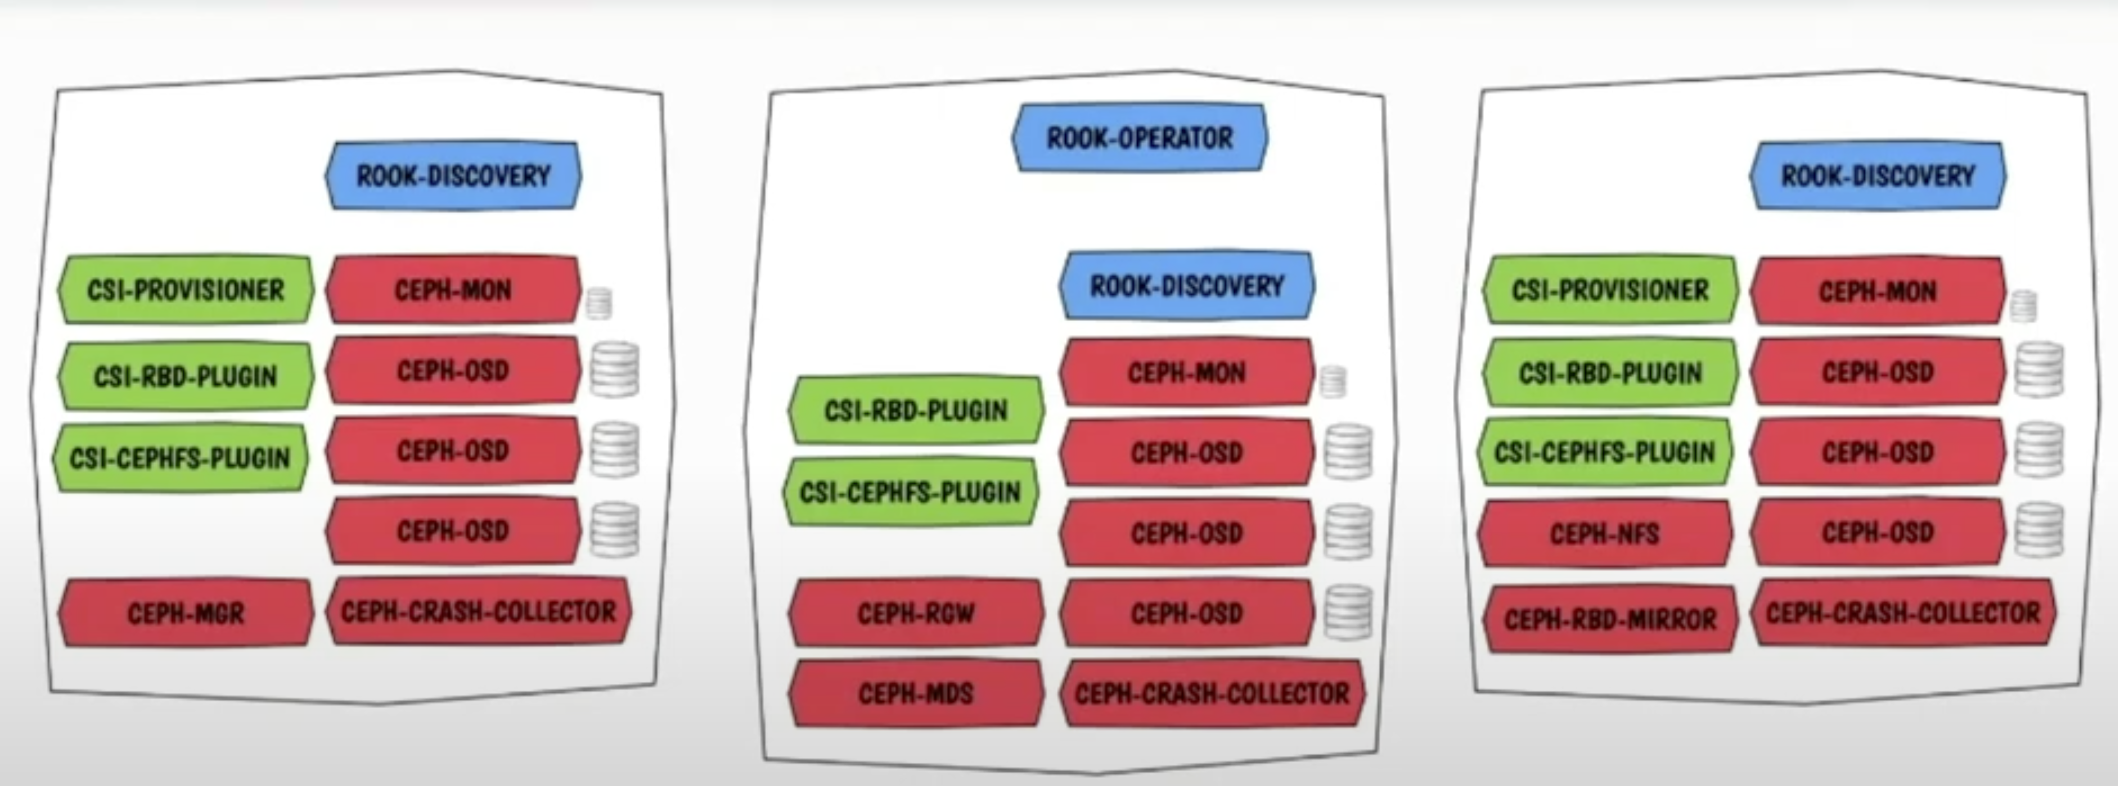 ROOK-DISCOVERY
CSI-PROVISIONER
CEPH-MON
CSI-RBD-PLUGIN
CEPH-OSD
CSI-CEPHFS-PLUGIN
CEPH-OSD
CEPH-OSD
CEPH-MGR
CEPH-CRASH-COLLECTOR
ROOK-OPERATOR
ROOK-DISCOVERY
CEPH-MON
CSI-RBD-PLUGIN
CEPH-OSD
CSI-CEPHFS-PLUGIN
CEPH-OSD
CEPH-RGW
CEPH-OSD
CEPH-MDS
CEPH-CRASH-COLLECTOR
ROOK-DISCOVERY
CSI-PROVISIONER
CEPH-MON
CSI-RBD-PLUGIN
CEPH-OSD
CSI-CEPHFS-PLUGIN
CEPH-OSD
CEPH-NFS
CEPH-OSD
CEPH-RBD-MIRROR
CEPH-CRASH-COLLECTOR